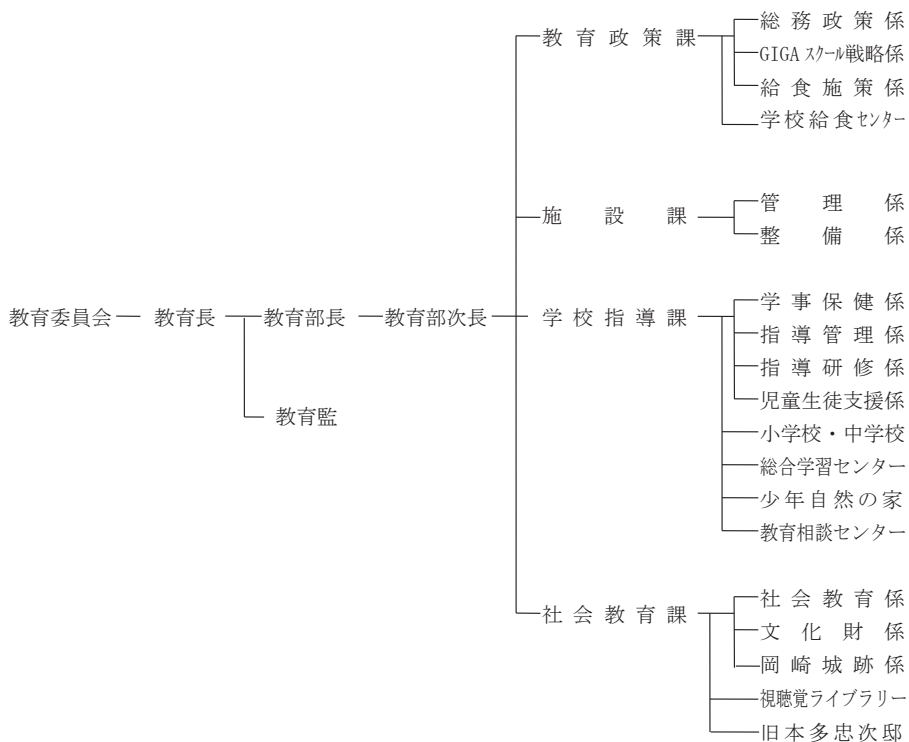 教育委員会
教育長
教育部長
教育監
教育部次長
教育政策課
総務政策係
GIGAスクール戦略係
給食施策係
学校給食センター
施設課
管理係
整備係
学校指導課
学事保健係
指導管理係
指導研修係
児童生徒支援係
小学校・中学校
総合学習センター
少年自然の家
教育相談センター
社会教育課
社会教育係
文化財係
岡崎城跡係
視聴覚ライブラリー
旧本多忠次邸